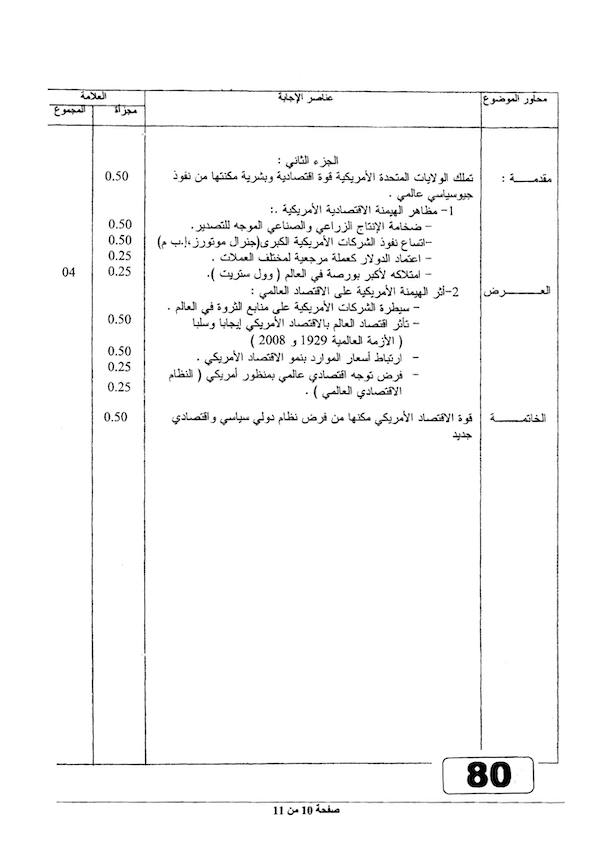 محاور الموضوع عناصر الإجابة العلامة
مجزأة المجموع
الجزء الثاني :
مقدمـــــة : تملك الولايات المتحدة الأمريكية قوة اقتصادية وبشرية مكنتها من نفوذ 0.50
جيوسياسي عالمي .
1- مظاهر الهيمنة الاقتصادية الأمريكية .:
- ضخامة الإنتاج الزراعي والصناعي الموجه للتصدير. 0.50
-اتساع نفوذ الشركات الأمريكية الكبرى(جنرال موتورز،إ.ب م) 0.50
- اعتماد الدولار كعملة مرجعية لمختلف العملات . 0.25
- امتلاكه لأكبر بورصة في العالم ( وول ستريت ). 0.25 04
العـــــرض 2-أثر الهيمنة الأمريكية على الاقتصاد العالمي :
- سيطرة الشركات الأمريكية على منابع الثروة في العالم .
- تأثر اقتصاد العالم بالاقتصاد الأمريكي إيجابا وسلبا 0.50
( الأزمة العالمية 1929 و 2008 )
- ارتباط أسعار الموارد بنمو الاقتصاد الأمريكي . 0.50
0.25
- فرض توجه اقتصادي عالمي بمنظور أمريكي ( النظام
الاقتصادي العالمي ) . 0.25
الخاتمـــــة قوة الاقتصاد الأمريكي مكنها من فرض نظام دولي سياسي واقتصادي 0.50
جديد
80
صفحة 10 من 11